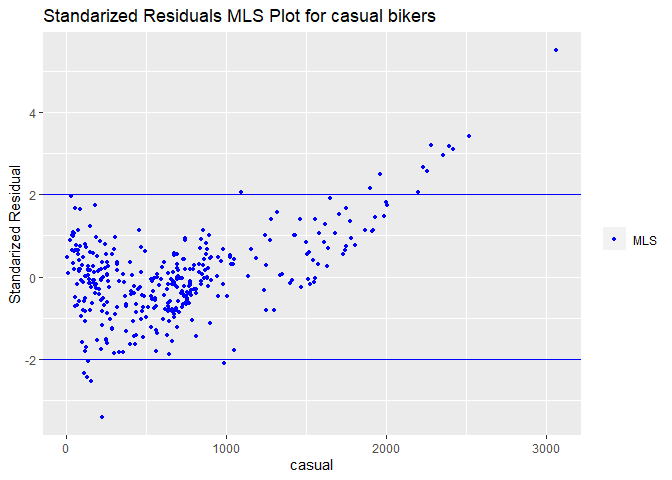 Standarized Residuals MLS Plot for casual bikers
Standarized Residual
4
2
0
-2
0
1000
2000
3000
casual
MLS